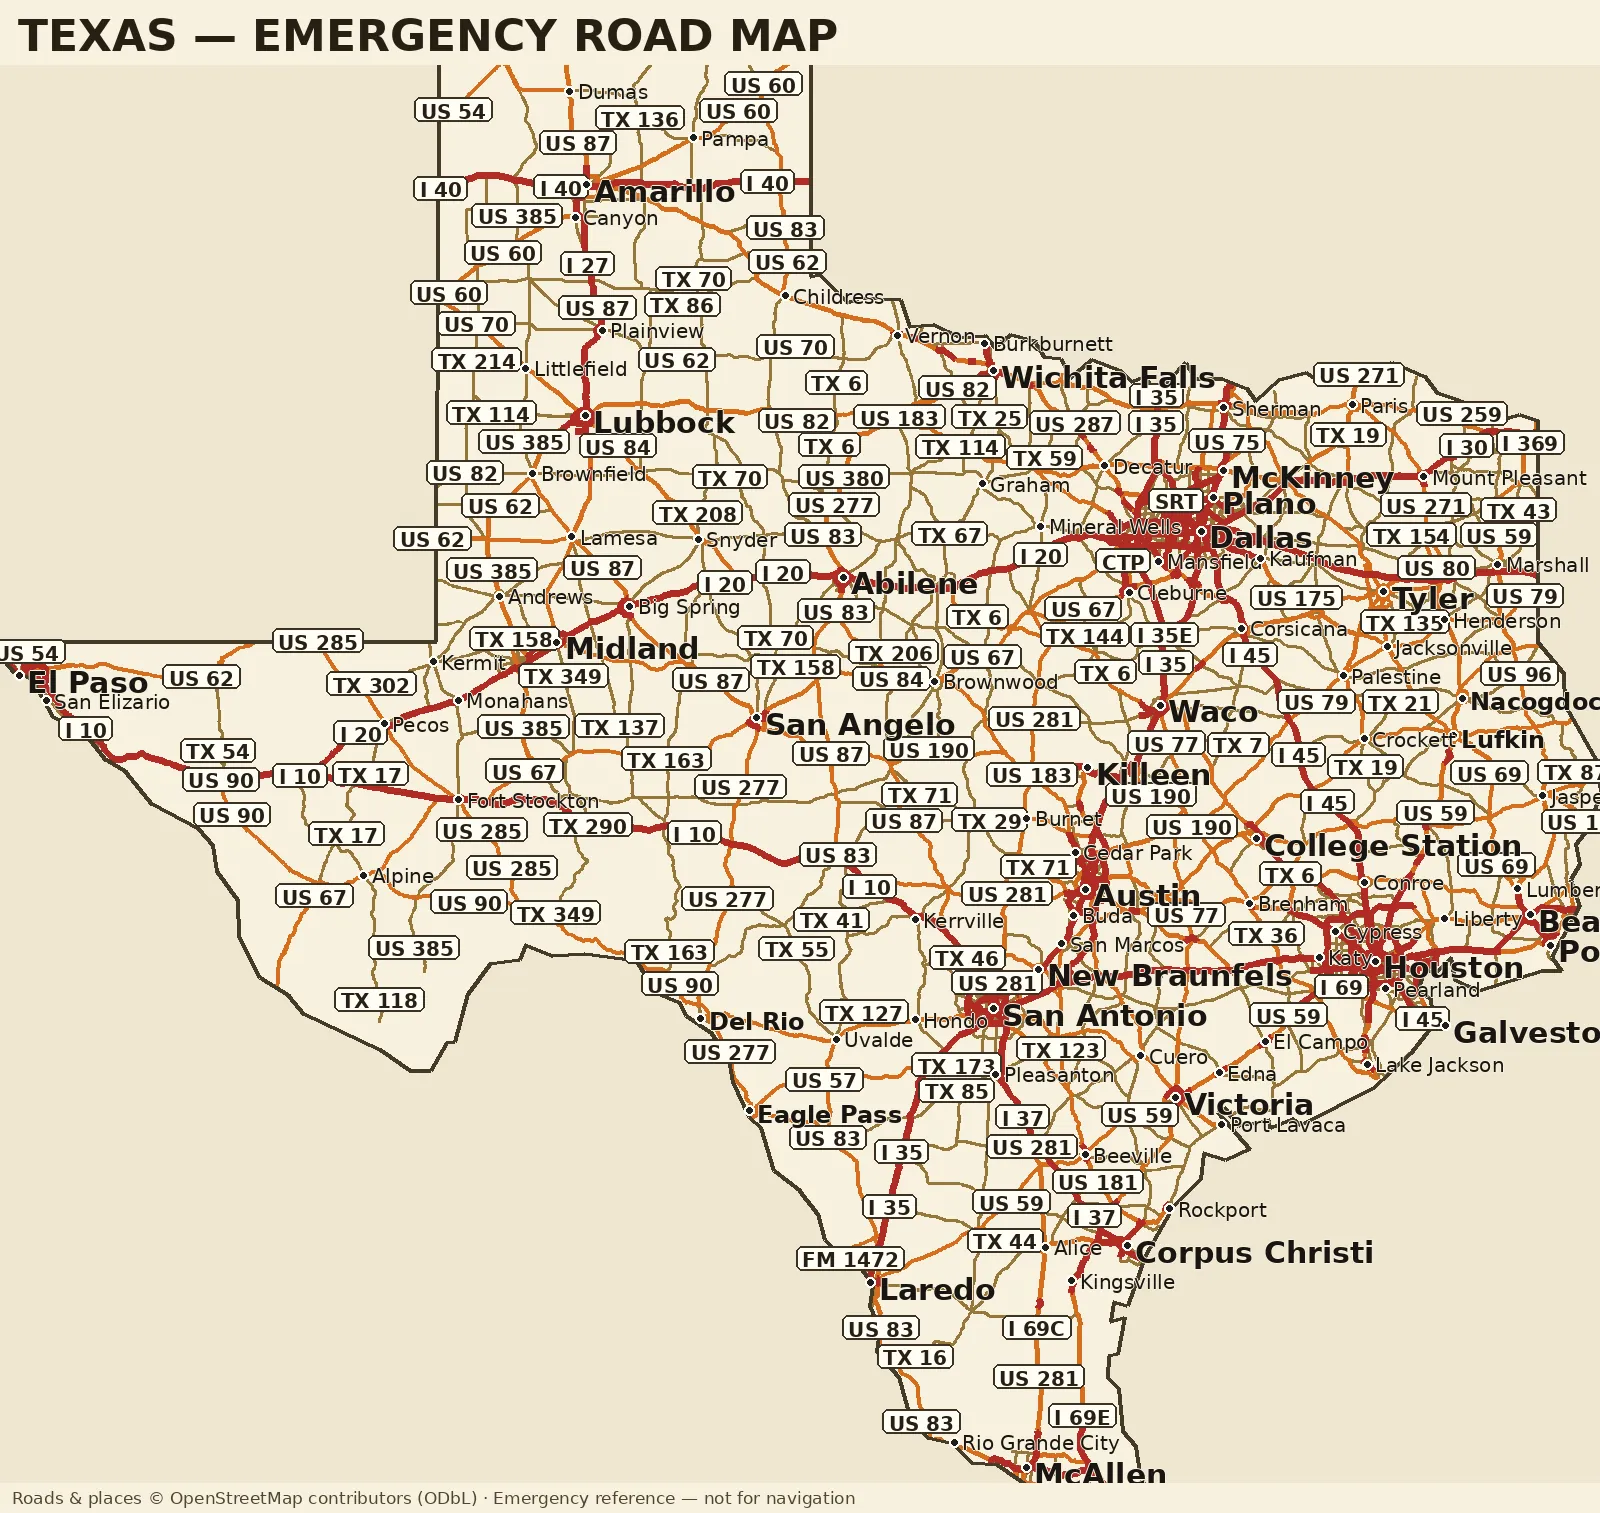 TEXAS — EMERGENCY ROAD MAP
Dumas
US 60
US 54
TX 136
US 60
US 87
Pampa
I 40
I 40
Amarillo
I 40
US 385
Canyon
US 83
US 60
I 27
US 62
TX 70
US 60
US 87
TX 86
Childress
US 70
Plainview
Vernon
Burkburnett
TX 214
Littlefield
US 62
US 70
TX 6
US 82
Wichita Falls
US 271
I 35
TX 114
Lubbock
US 82
US 183
TX 25
US 287
I 35
Sherman
Paris
US 259
US 385
US 84
TX 6
TX 114
TX 59
US 75
TX 19
I 30
I 369
US 82
Brownfield
TX 70
US 380
Graham
Decatur
McKinney
Mount Pleasant
US 62
TX 208
US 277
SRT
Plano
US 271
TX 43
US 62
Lamesa
Snyder
US 83
TX 67
Mineral Wells
Dallas
TX 154
US 59
US 385
US 87
I 20
I 20
Abilene
I 20
CTP
Mansfield
Kaufman
US 80
Marshall
Andrews
Big Spring
US 83
TX 6
US 67
Cleburne
US 175
Tyler
US 79
US 54
US 285
TX 158
Midland
TX 70
TX 206
US 67
TX 144
I 35E
Corsicana
TX 135
Henderson
El Paso
US 62
Kermit
TX 302
TX 349
US 87
TX 158
US 84
Brownwood
TX 6
I 35
I 45
Jacksonville
Palestine
US 96
San Elizario
I 10
Monahans
Pecos
I 20
US 385
TX 137
San Angelo
US 281
Waco
US 79
TX 21
Nacogdoc
TX 54
US 90
I 10
TX 17
US 67
TX 163
US 87
US 190
US 77
TX 7
I 45
Crockett
Lufkin
TX 19
US 69
TX 87
US 90
Fort Stockton
US 277
TX 71
US 183
Killeen
US 190
I 45
US 59
Jaspe
TX 17
US 285
TX 290
I 10
US 87
TX 29
Burnet
US 190
College Station
US 1
US 67
Alpine
US 285
US 83
I 10
TX 71
Cedar Park
TX 6
Conroe
US 69
Lumber
US 90
TX 349
US 277
TX 41
Kerrville
US 281
Austin
Buda
US 77
Brenham
Liberty
Bea
US 385
TX 163
TX 55
TX 46
San Marcos
TX 36
Cypress
Po
TX 118
US 90
US 281
New Braunfels
Katy
Houston
I 69
Pearland
Del Rio
TX 127
Hondo
San Antonio
US 59
I 45
Galvesto
US 277
Uvalde
TX 123
Cuero
El Campo
Lake Jackson
US 57
TX 173
Pleasanton
Edna
TX 85
Eagle Pass
US 83
I 37
US 59
Victoria
Port Lavaca
I 35
US 281
Beeville
US 181
I 35
US 59
I 37
Rockport
FM 1472
TX 44
Alice
Corpus Christi
Laredo
Kingsville
US 83
I 69C
TX 16
US 281
US 83
I 69E
Rio Grande City
McAllen
Roads & places © OpenStreetMap contributors (ODbL) · Emergency reference — not for navigation